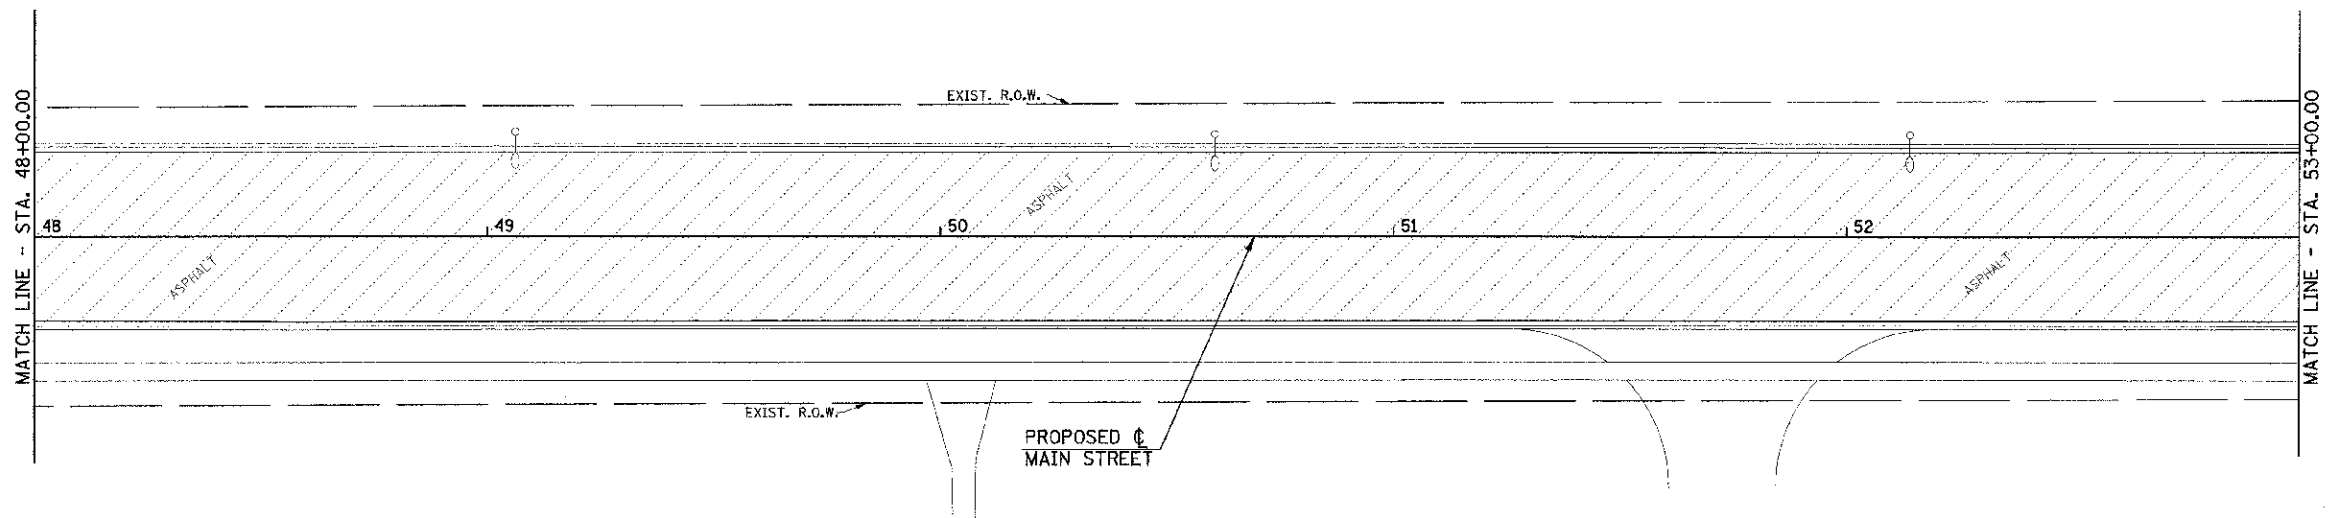 MATCH LINE - STA. 48+00.00
EXIST. R.O.W.
MATCH LINE - STA. 53+00.00
ASPHALT
48
49
50
51
52
ASPHALT
ASPHALT
EXIST. R.O.W.
PROPOSED ℄
MAIN STREET